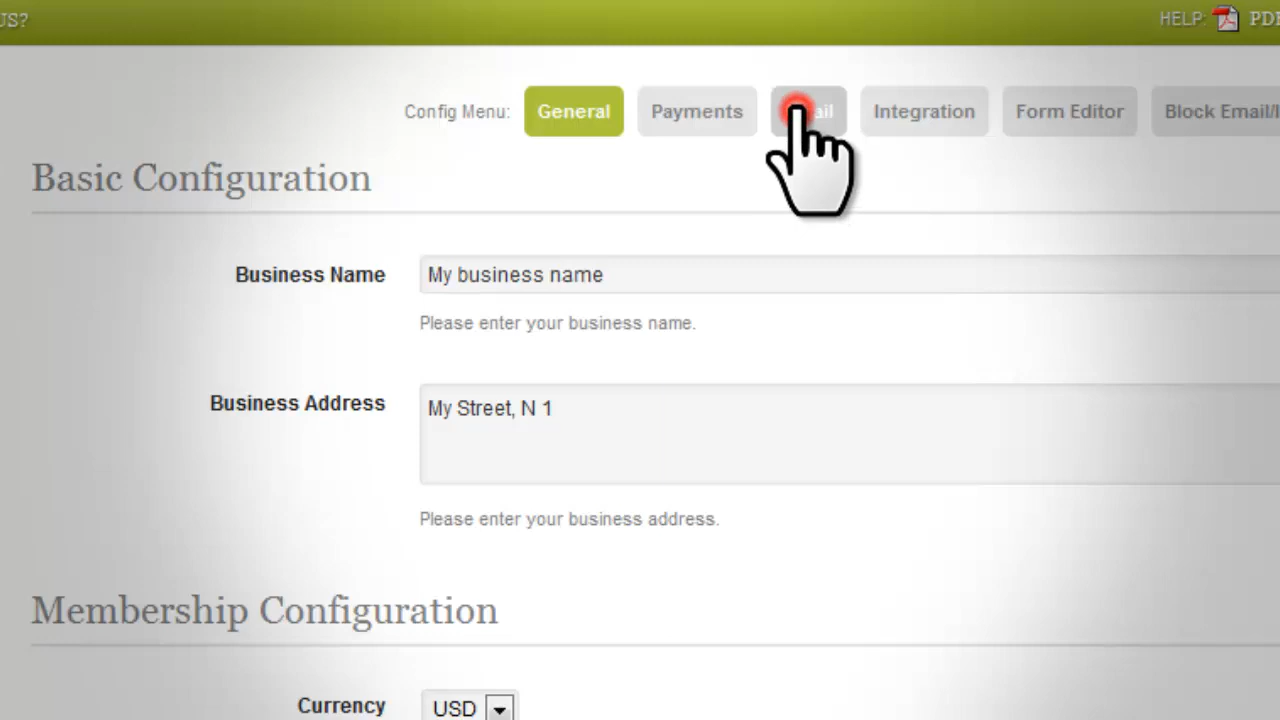 US?
HELP: PDF
Config Menu: General Payments Integration Form Editor Block Email/
Basic Configuration
Business Name My business name
Please enter your business name.
Business Address My Street, N 1
Please enter your business address.
Membership Configuration
Currency USD